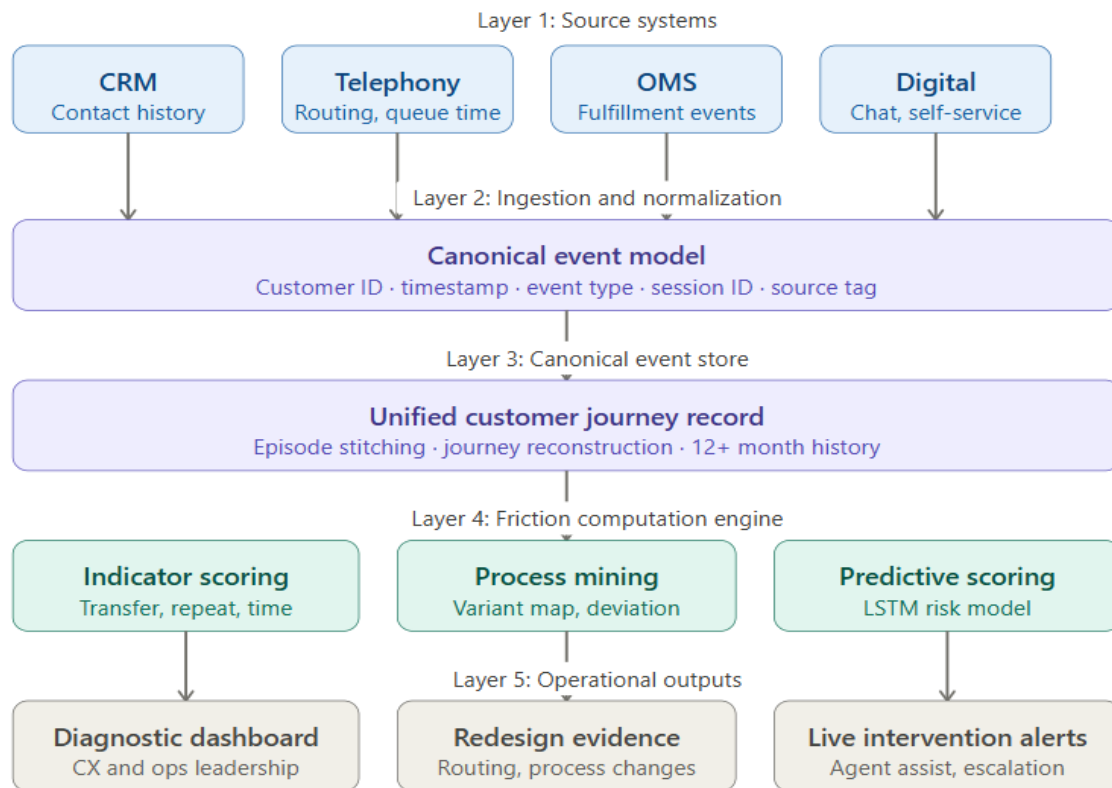 Layer 1: Source systems
CRM
Contact history
Telephony
Routing, queue time
OMS
Fulfillment events
Digital
Chat, self-service
Layer 2: Ingestion and normalization
Canonical event model
Customer ID · timestamp · event type · session ID · source tag
Layer 3: Canonical event store
Unified customer journey record
Episode stitching · journey reconstruction · 12+ month history
Layer 4: Friction computation engine
Indicator scoring
Transfer, repeat, time
Process mining
Variant map, deviation
Predictive scoring
LSTM risk model
Layer 5: Operational outputs
Diagnostic dashboard
CX and ops leadership
Redesign evidence
Routing, process changes
Live intervention alerts
Agent assist, escalation